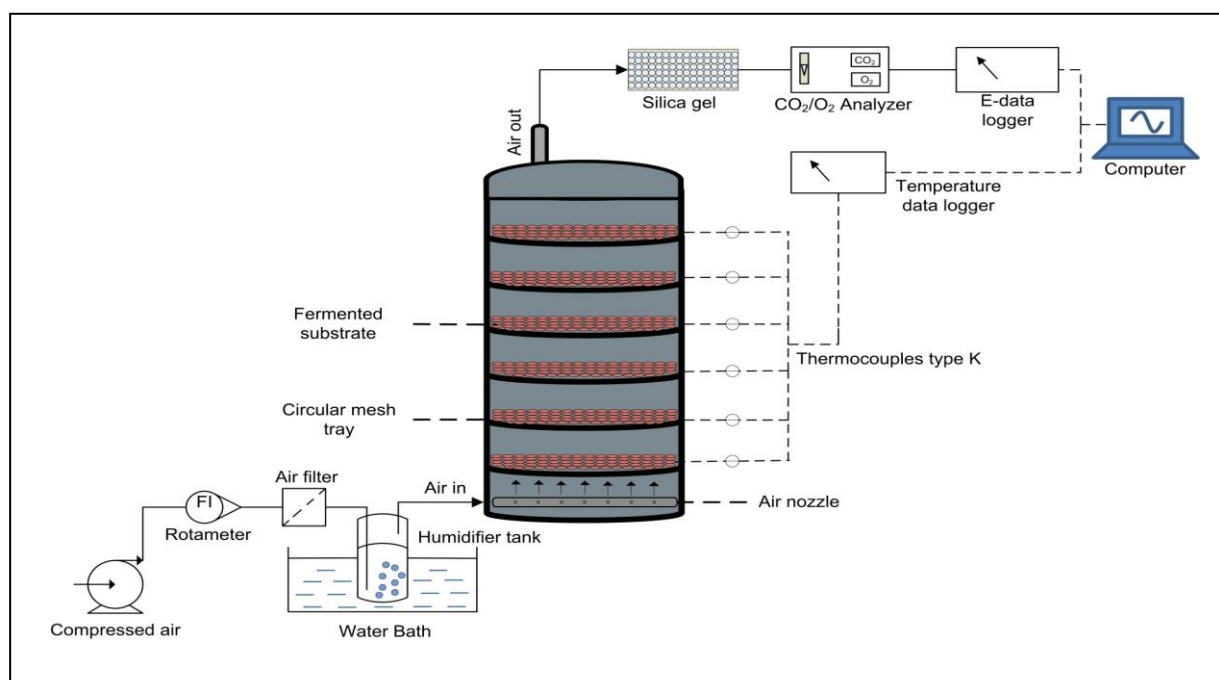 Air out
Silica gel
CO₂
O₂
CO₂/O₂ Analyzer
E-data
logger
Computer
Temperature
data logger
Fermented
substrate
Thermocouples type K
Circular mesh
tray
Air filter
Air in
Air nozzle
FI
Rotameter
Humidifier tank
Compressed air
Water Bath